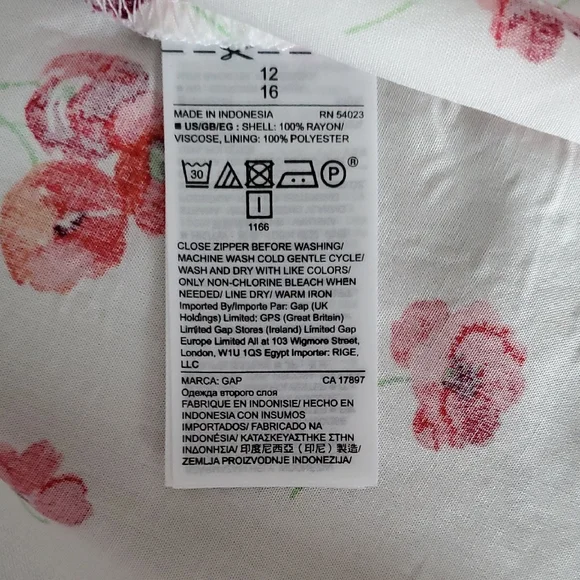 12
16
MADE IN INDONESIA RN 54023
■ US/GB/EG : SHELL: 100% RAYON/
VISCOSE, LINING: 100% POLYESTER
30 P ®
1166
CLOSE ZIPPER BEFORE WASHING/
MACHINE WASH COLD GENTLE CYCLE/
WASH AND DRY WITH LIKE COLORS/
ONLY NON-CHLORINE BLEACH WHEN
NEEDED/ LINE DRY/ WARM IRON
Imported By/Importe Par: Gap (UK
Holdings) Limited; GPS (Great Britain)
Limited Gap Stores (Ireland) Limited Gap
Europe Limited All at 103 Wigmore Street,
London, W1U 1QS Egypt Importer: RIGE,
LLC
MARCA: GAP CA 17897
Одежда второго слоя
FABRIQUE EN INDONISIE/ HECHO EN
INDONESIA CON INSUMOS
IMPORTADOS/ FABRICADO NA
INDONÉSIA/ ΚΑΤΑΣΚΕΥΑΣΤΗΚΕ ΣΤΗΝ
ΙΝΔΟΝΗΣΙΑ/ 印度尼西亞（印尼）製造/
ZEMLJA PROIZVODNJE INDONEZIJA/